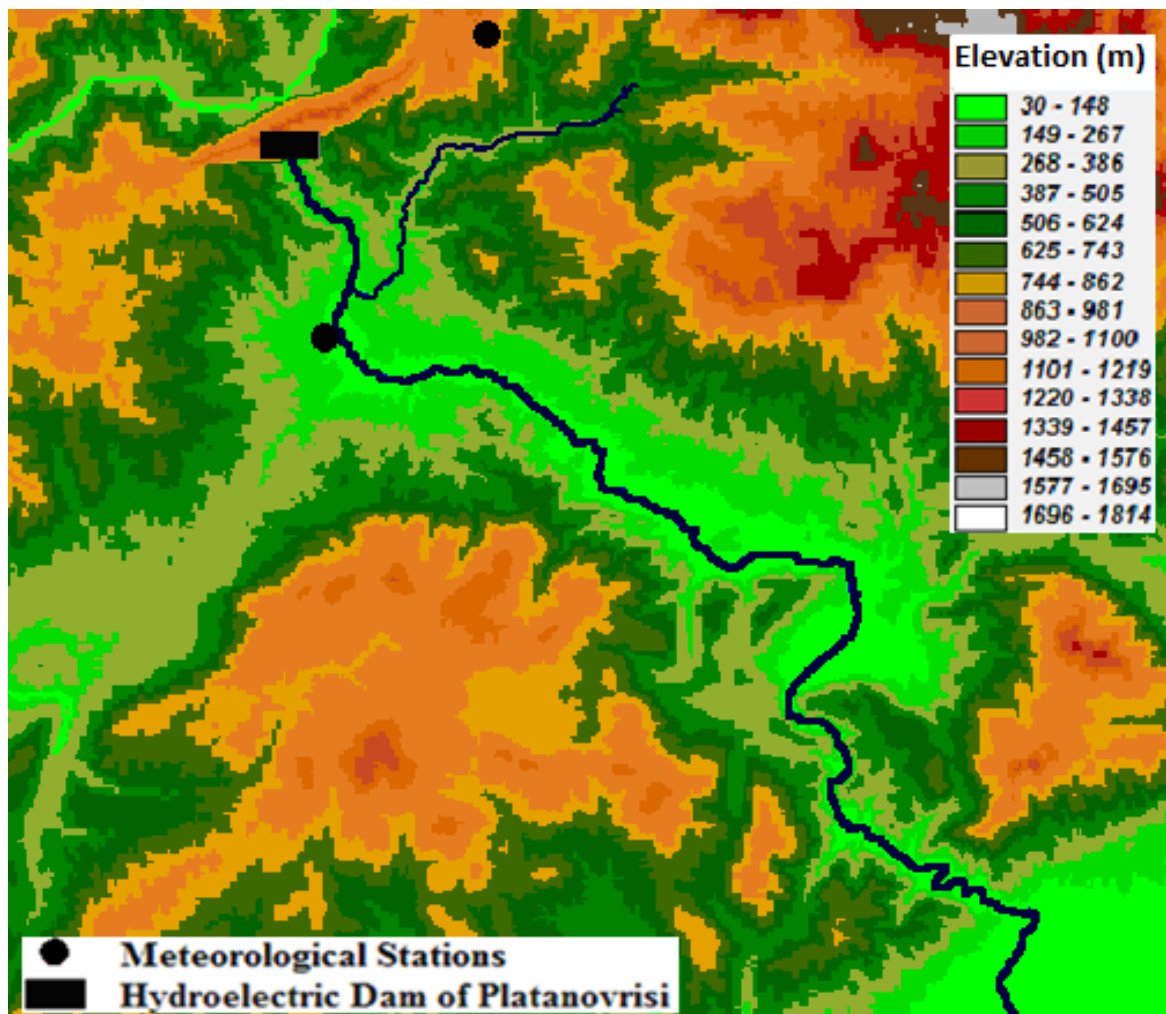 Elevation (m)
30 - 148
149 - 267
268 - 386
387 - 505
506 - 624
625 - 743
744 - 862
863 - 981
982 - 1100
1101 - 1219
1220 - 1338
1339 - 1457
1458 - 1576
1577 - 1695
1696 - 1814
Meteorological Stations
Hydroelectric Dam of Platanovrisi